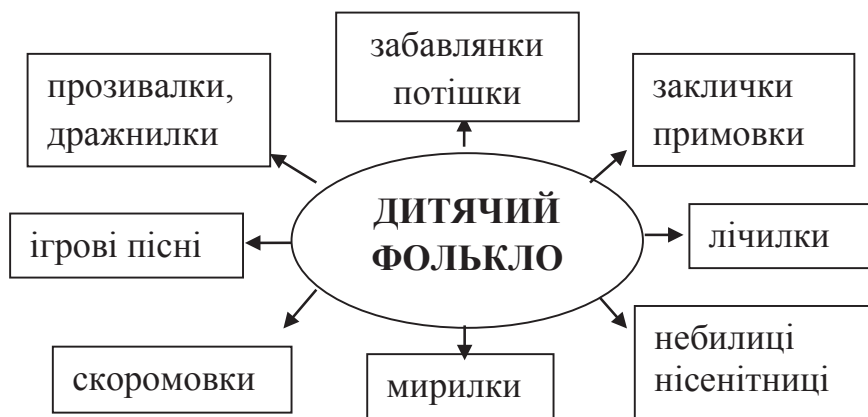 забавлянки
потішки
прозивалки,
дражнилки
заклички
примовки
ДИТЯЧИЙ
ФОЛЬКЛО
ігрові пісні
лічилки
скоромовки
мирилки
небилиці
нісенітниці